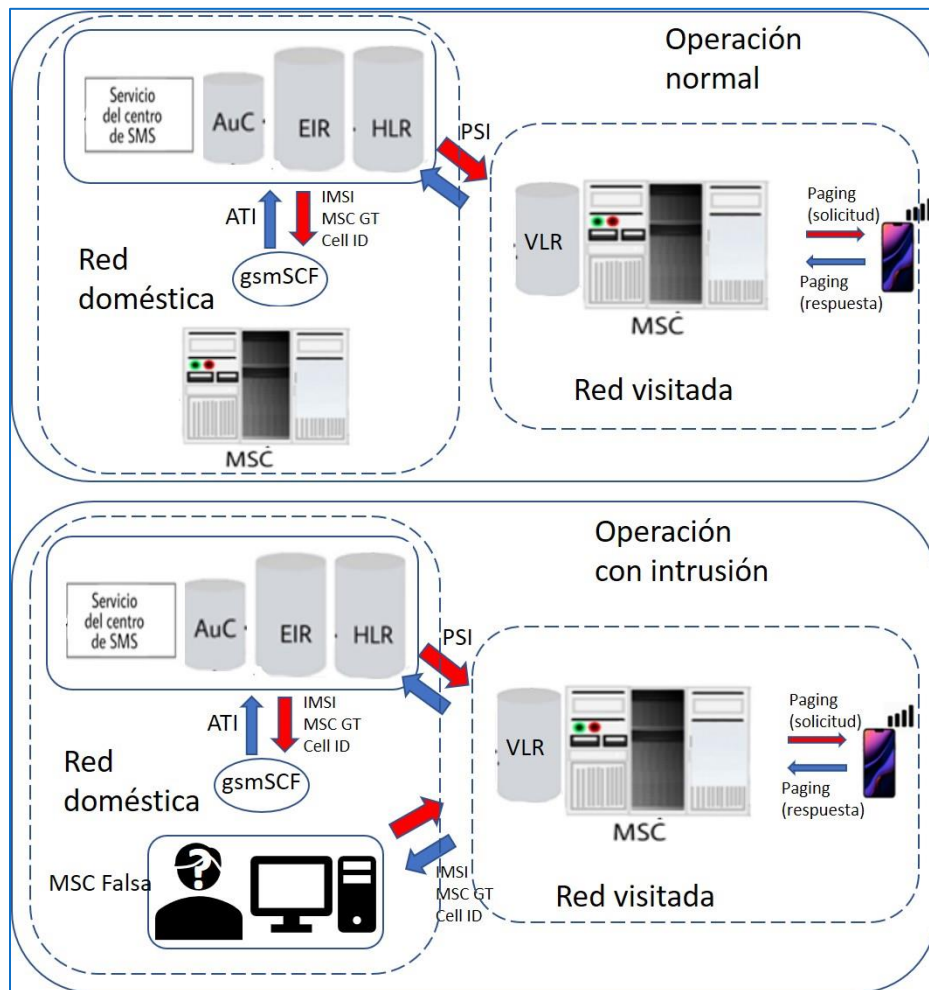 Operación
normal
Servicio
del centro
de SMS
AuC
EIR
HLR
PSI
ATI
IMSI
MSC GT
Cell ID
gsmSCF
Red
doméstica
MSC
VLR
MSC
Paging
(solicitud)
Paging
(respuesta)
Red visitada
Operación
con intrusión
Servicio
del centro
de SMS
AuC
EIR
HLR
PSI
ATI
IMSI
MSC GT
Cell ID
gsmSCF
Red
doméstica
MSC Falsa
?
IMSI
MSC GT
Cell ID
VLR
MSC
Paging
(solicitud)
Paging
(respuesta)
Red visitada